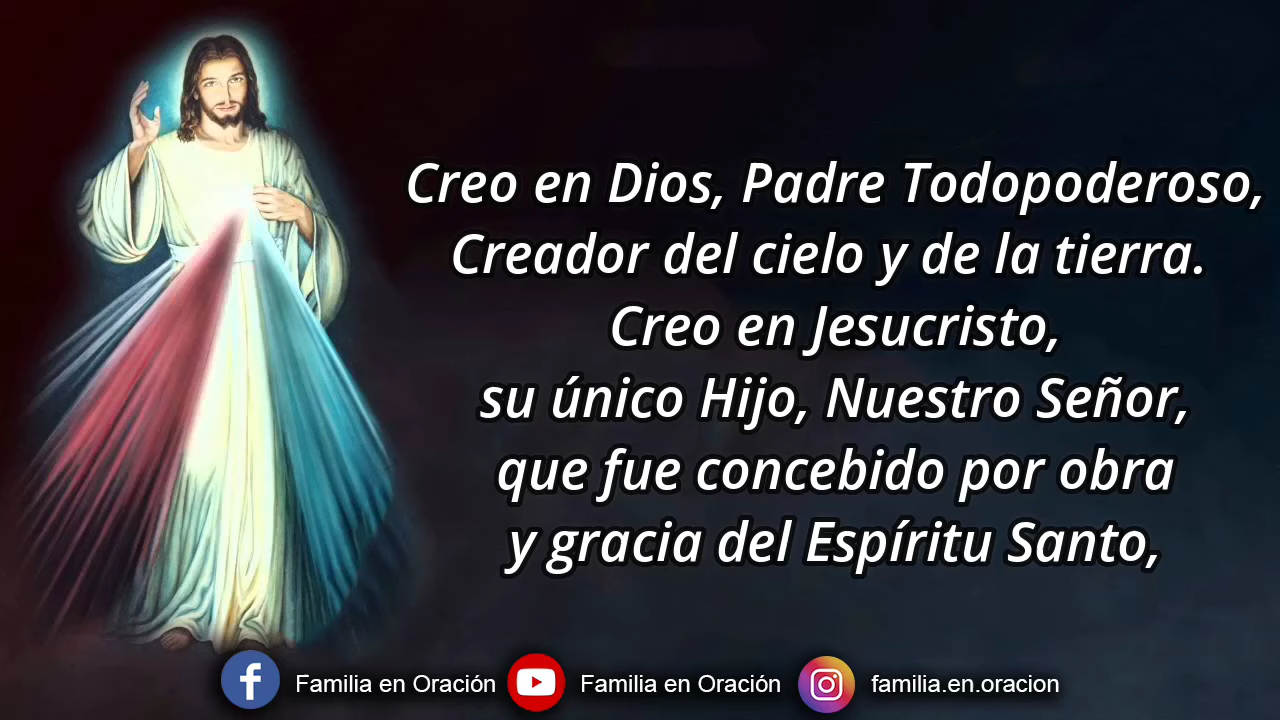 Creo en Dios, Padre Todopoderoso,
Creador del cielo y de la tierra.
Creo en Jesucristo,
su único Hijo, Nuestro Señor,
que fue concebido por obra
y gracia del Espíritu Santo,
Familia en Oración Familia en Oración familia.en.oracion